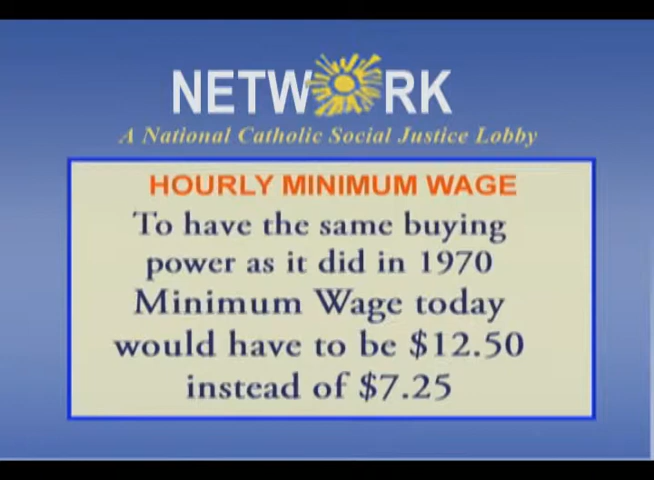 NETWORK
A National Catholic Social Justice Lobby
HOURLY MINIMUM WAGE
To have the same buying
power as it did in 1970
Minimum Wage today
would have to be $12.50
instead of $7.25